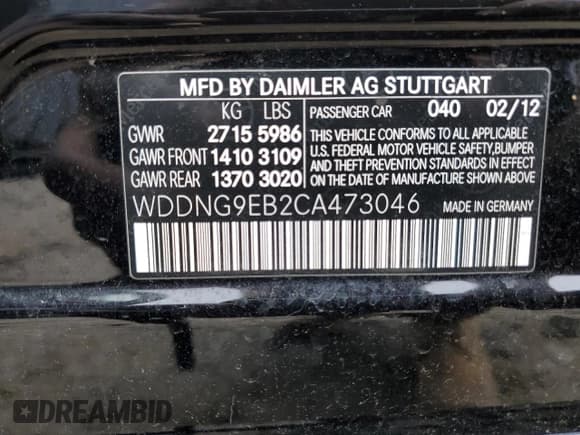 MFD BY DAIMLER AG STUTTGART
KG LBS PASSENGER CAR 040 02/12
GWWR 2715 5986
GAWR FRONT 1410 3109
GAWR REAR 1370 3020
THIS VEHICLE CONFORMS TO ALL APPLICABLE
U.S. FEDERAL MOTOR VEHICLE SAFETY,BUMPER
AND THEFT PREVENTION STANDARDS IN EFFECT
ON THE DATE OF MANUFACTURE SHOWN ABOVE.
WDDNG9EB2CA473046 MADE IN GERMANY
DREAMBID